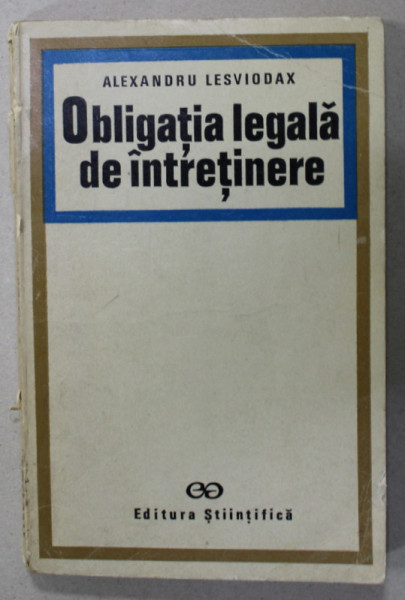 ALEXANDRU LESVIODAX
Obligația legală
de întreținere
Editura Științifică